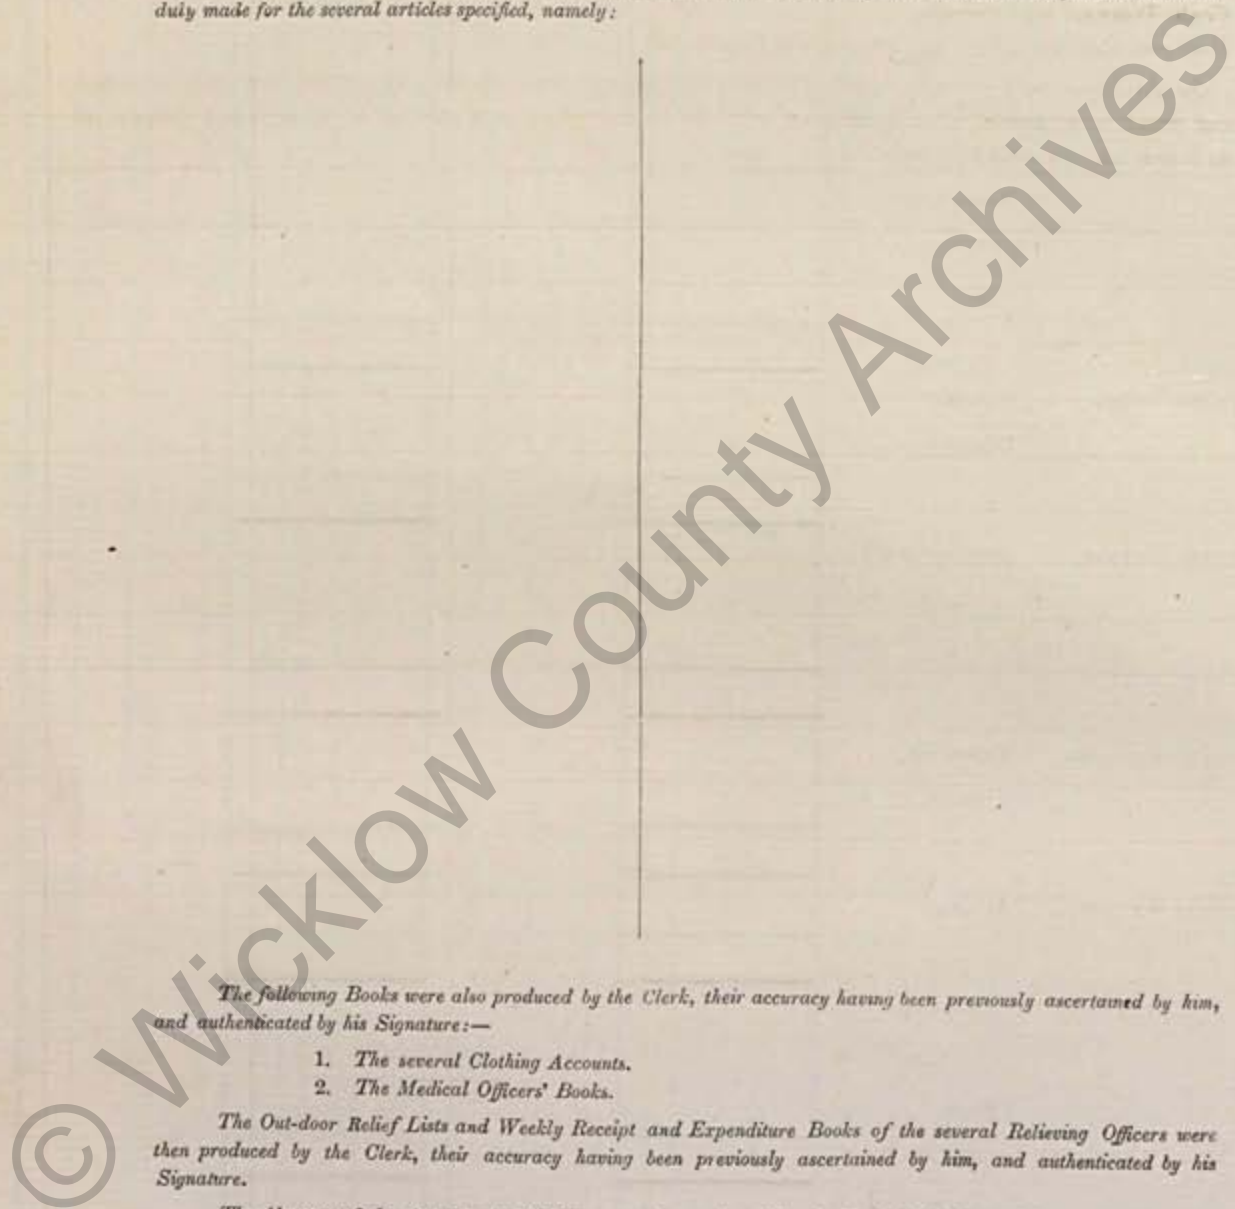 duly made for the several articles specified, namely:
The following Books were also produced by the Clerk, their accuracy having been previously ascertained by him,
and authenticated by his Signature:—
1. The several Clothing Accounts.
2. The Medical Officers' Books.
The Out-door Relief Lists and Weekly Receipt and Expenditure Books of the several Relieving Officers were
then produced by the Clerk, their accuracy having been previously ascertained by him, and authenticated by his
Signature.
© Wicklow County Archives